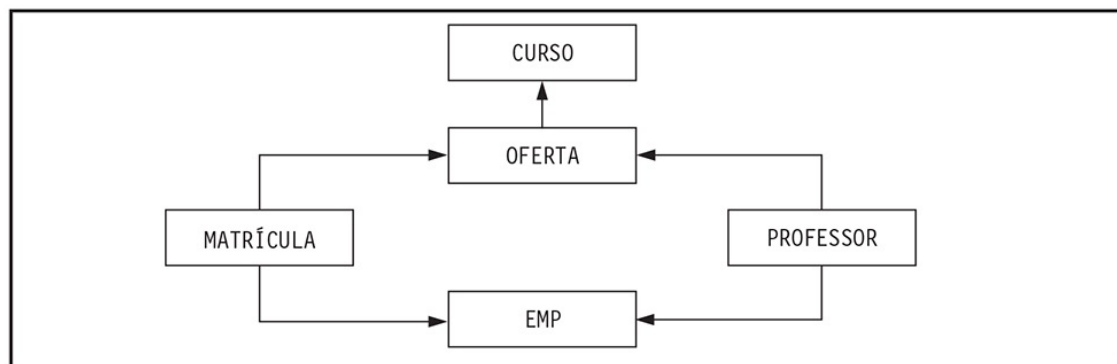 CURSO
OFERTA
MATRÍCULA
PROFESSOR
EMP